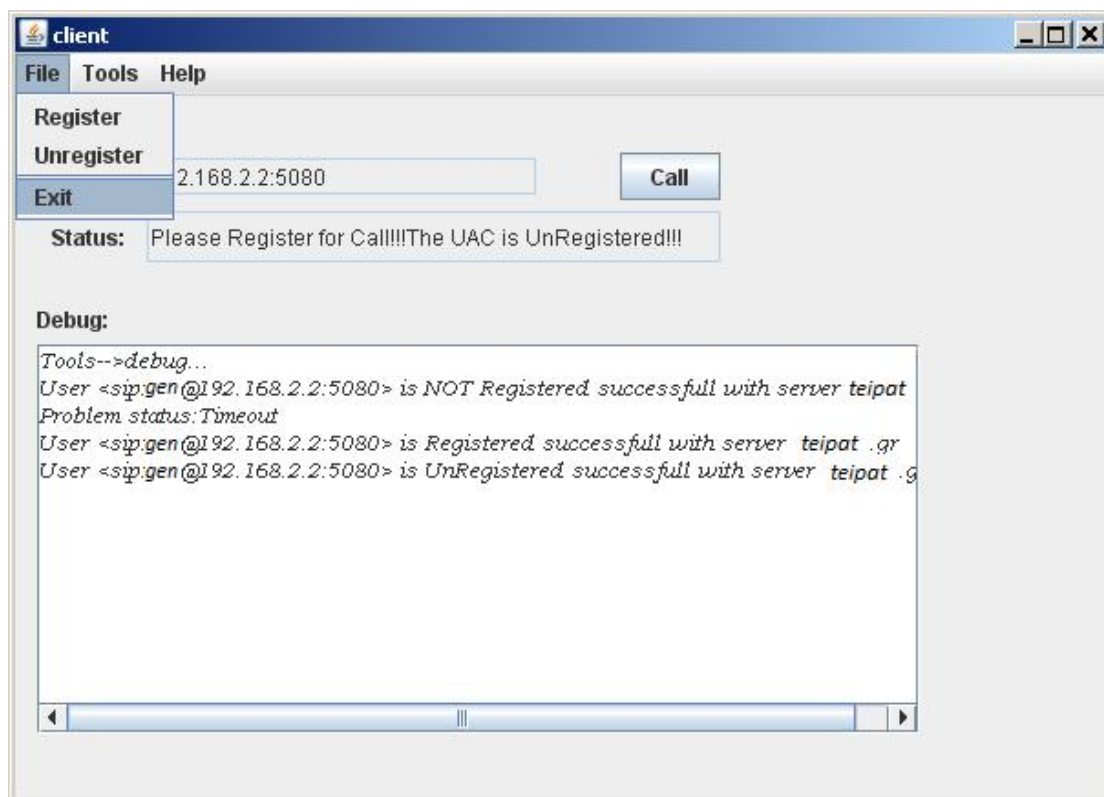 client
File Tools Help
Register
Unregister
2.168.2.2:5080 Call
Exit
Status: Please Register for Call!!!The UAC is UnRegistered!!!
Debug:
Tools-->debug...
User <sip:gen@192.168.2.2:5080> is NOT Registered successfull with server teipat
Problem status:Timeout
User <sip:gen@192.168.2.2:5080> is Registered successfull with server teipat .gr
User <sip:gen@192.168.2.2:5080> is UnRegistered successfull with server teipat .g